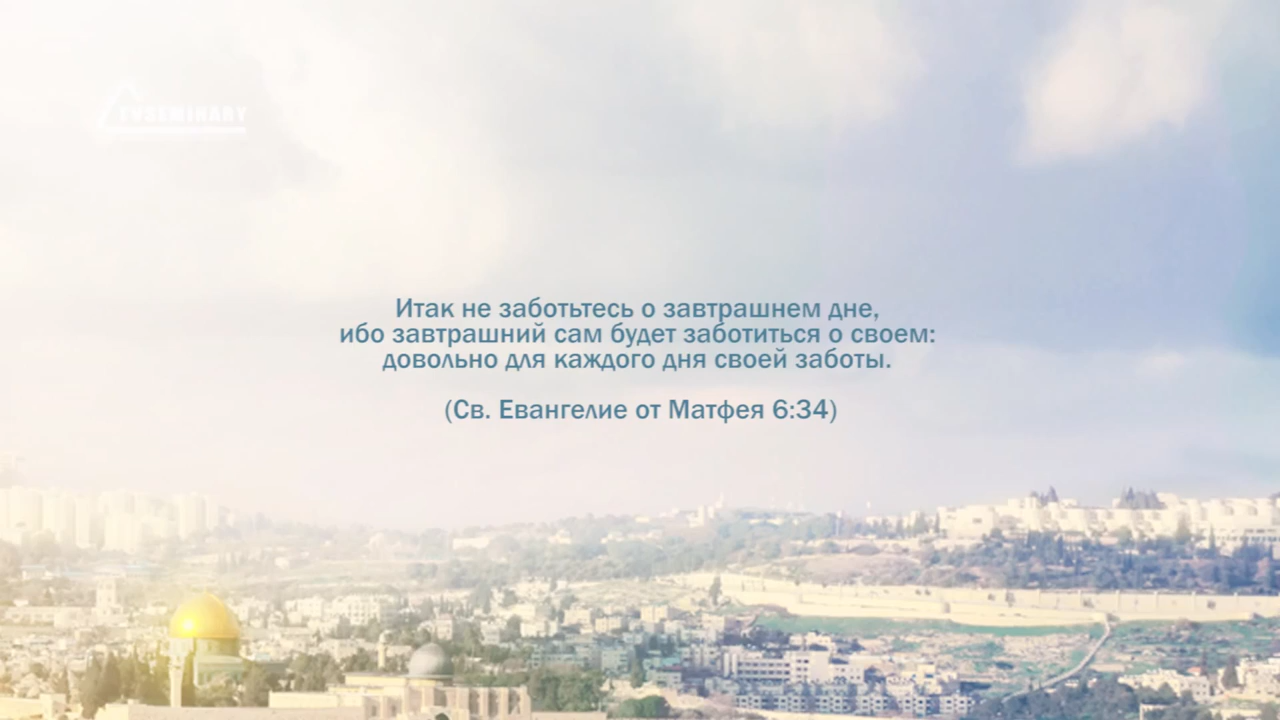 TVSEMINARY
Итак не заботьтесь о завтрашнем дне,
ибо завтрашний сам будет заботиться о своем:
довольно для каждого дня своей заботы.
(Св. Евангелие от Матфея 6:34)